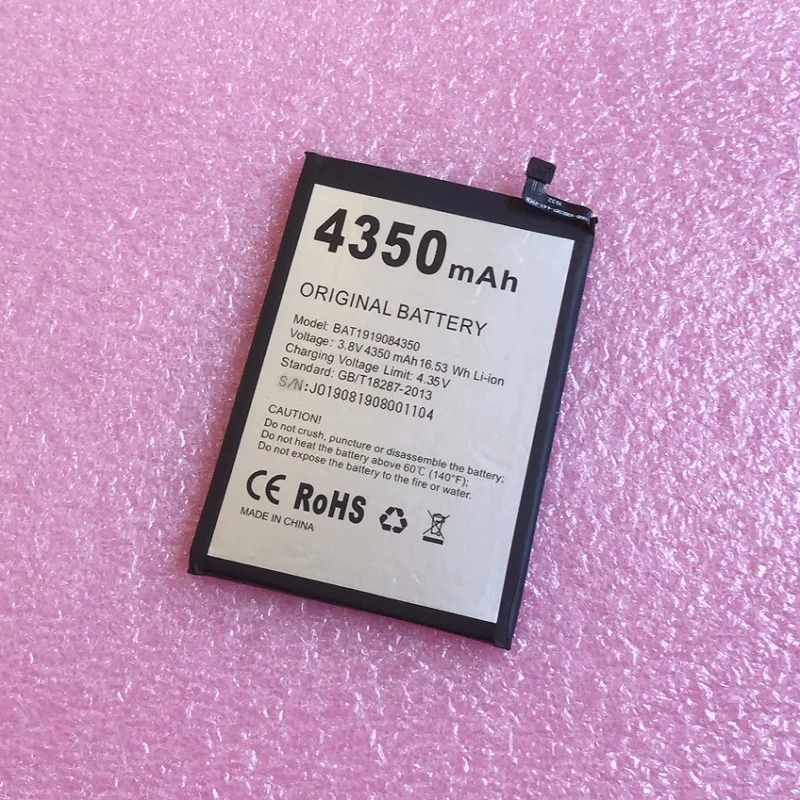 4350mAh
ORIGINAL BATTERY
Model: BAT1919084350
Voltage: 3.8V 4350 mAh16.53 Wh Li-ion
Charging Voltage Limit: 4.35V
Standard: GB/T18287-2013
S/N:J019081908001104
CAUTION!
Do not crush, puncture or disassemble the battery;
Do not heat the battery above 60℃ (140°F);
Do not expose the battery to the fire or water.
CE RoHS
MADE IN CHINA